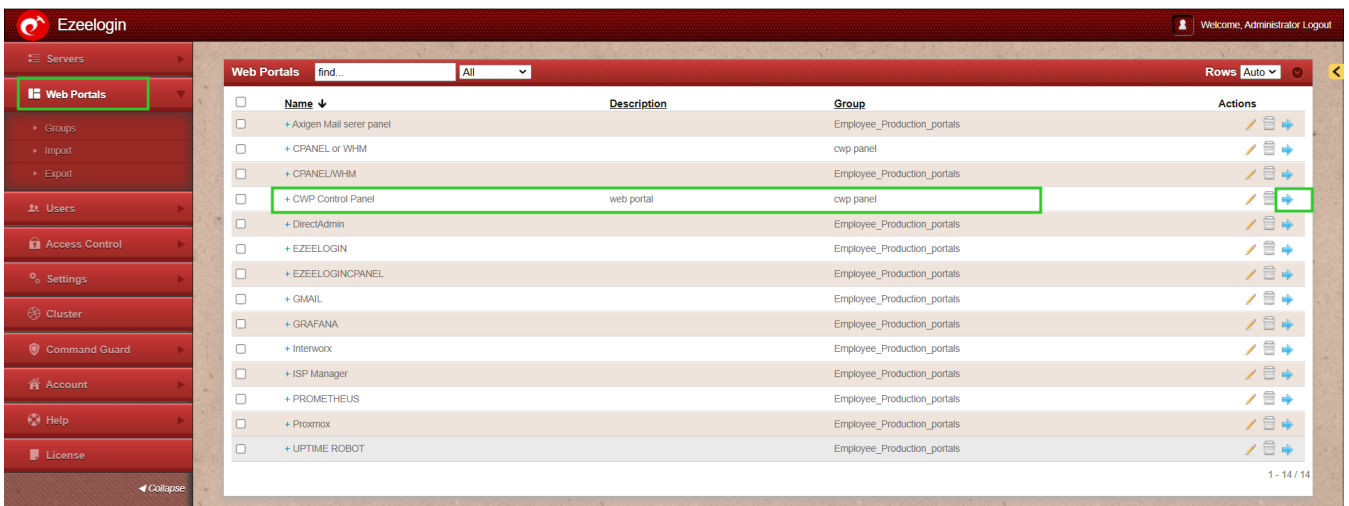 Ezeelogin
Welcome, Administrator Logout
Servers
Web Portals
Groups
Import
Export
Users
Access Control
Settings
Cluster
Command Guard
Account
Help
License
Collapse
Web Portals find... All Rows Auto
Name Description Group Actions
+ Axigen Mail serer panel Employee_Production_portals
+ CPANEL or WHM cwp panel
+ CPANEL/WHM Employee_Production_portals
+ CWP Control Panel web portal cwp panel
+ DirectAdmin Employee_Production_portals
+ EZEELOGIN Employee_Production_portals
+ EZEELOGINCPANEL Employee_Production_portals
+ GMAIL Employee_Production_portals
+ GRAFANA Employee_Production_portals
+ Interworx Employee_Production_portals
+ ISP Manager Employee_Production_portals
+ PROMETHEUS Employee_Production_portals
+ Proxmox Employee_Production_portals
+ UPTIME ROBOT Employee_Production_portals
1 - 14 / 14